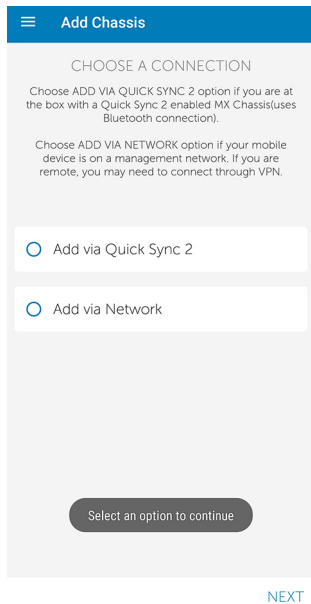 Add Chassis
CHOOSE A CONNECTION
Choose ADD VIA QUICK SYNC 2 option if you are at
the box with a Quick Sync 2 enabled MX Chassis(uses
Bluetooth connection).
Choose ADD VIA NETWORK option if your mobile
device is on a management network. If you are
remote, you may need to connect through VPN.
Add via Quick Sync 2
Add via Network
Select an option to continue
NEXT